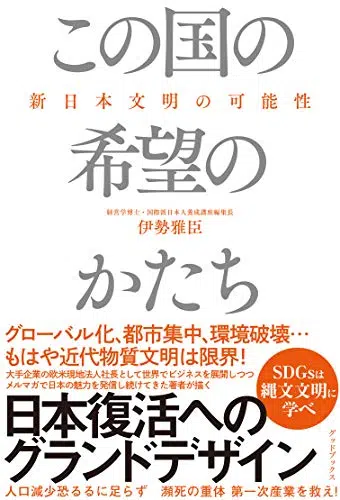 この国の
新日本文明の可能性
希望の
経営学博士・国際派日本人養成講座編集長
伊勢雅臣
かたち
グローバル化、都市集中、環境破壊…
もはや近代物質文明は限界!
大手企業の欧米現地法人社長として世界でビジネスを展開しつつ
メルマガで日本の魅力を発信し続けてきた著者が描く
SDGsは
縄文文明に
学べ
日本復活への
グランドデザイン
グッドブックス
人口減少恐るるに足らず 瀕死の重体 第一次産業を救え!